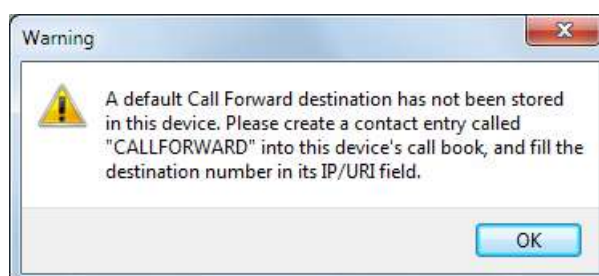 Warning
A default Call Forward destination has not been stored
in this device. Please create a contact entry called
"CALLFORWARD" into this device's call book, and fill the
destination number in its IP/URI field.
OK